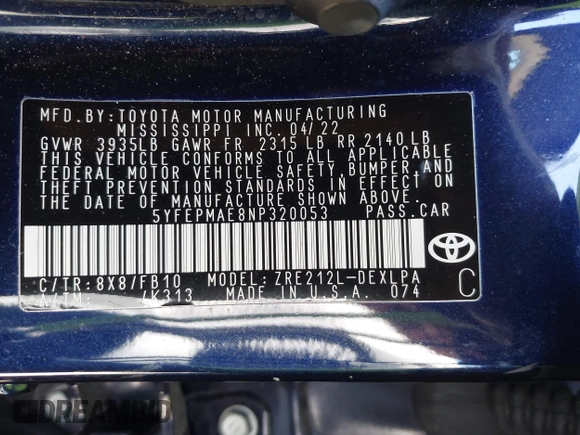 MFD.BY:TOYOTA MOTOR MANUFACTURING
MISSISSIPPI INC. 04/22
GVWR 3935LB GAWR FR 2315 LB RR 2140 LB
THIS VEHICLE CONFORMS TO ALL APPLICABLE
FEDERAL MOTOR VEHICLE SAFETY,BUMPER,AND
THEFT PREVENTION STANDARDS IN EFFECT ON
THE DATE OF MANUFACTURE SHOWN ABOVE.
5YFEPMAE8NP320053 PASS.CAR
C/TR:8X8/FB10 MODEL:ZRE212L-DEXLPA
A/TM: /K313 MADE IN U.S.A. 074 C
DREAMBID